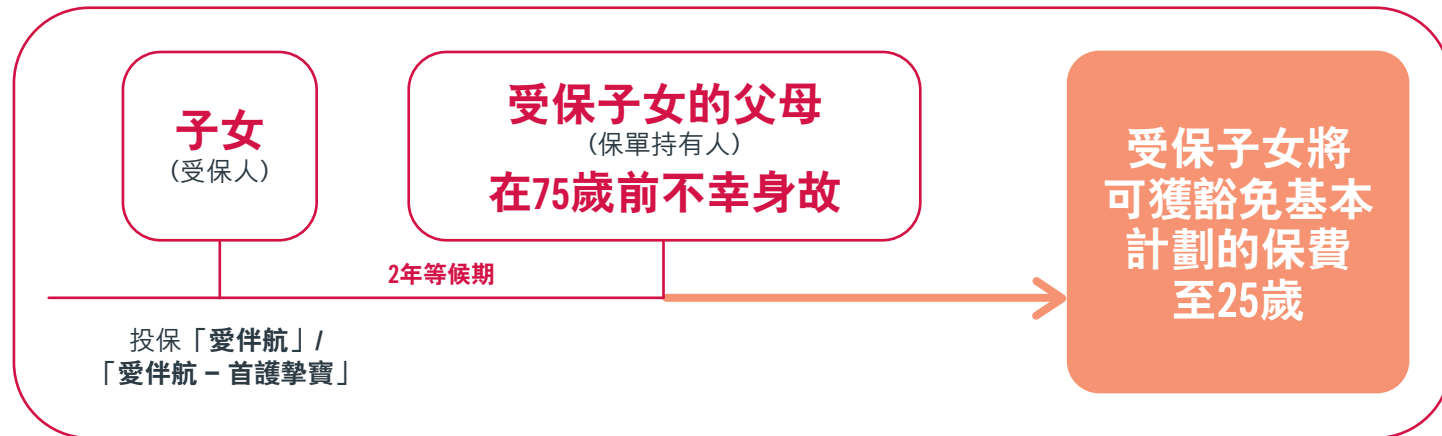 子女
(受保人)
受保子女的父母
(保單持有人)
在75歲前不幸身故
2年等候期
投保「愛伴航」/
「愛伴航 – 首護摯寶」
受保子女將
可獲豁免基本
計劃的保費
至25歲